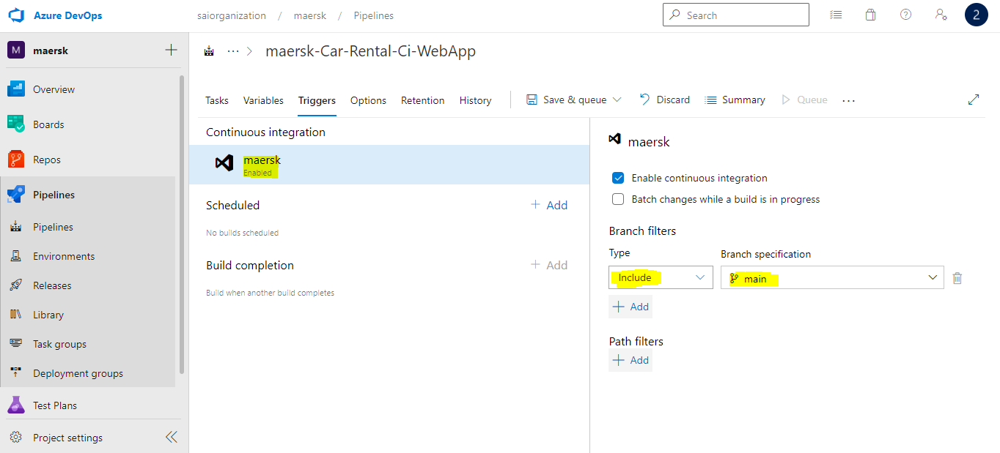 Azure DevOps
saiorganization / maersk / Pipelines
Search
2
M maersk
maersk-Car-Rental-Ci-WebApp
Overview
Boards
Repos
Pipelines
Pipelines
Environments
Releases
Library
Task groups
Deployment groups
Test Plans
Project settings
Tasks Variables Triggers Options Retention History Save & queue Discard Summary Queue ...
Continuous integration
maersk
Enabled
Scheduled + Add
No builds scheduled
Build completion + Add
Build when another build completes
maersk
Enable continuous integration
Batch changes while a build is in progress
Branch filters
Type Branch specification
Include main
+ Add
Path filters
+ Add